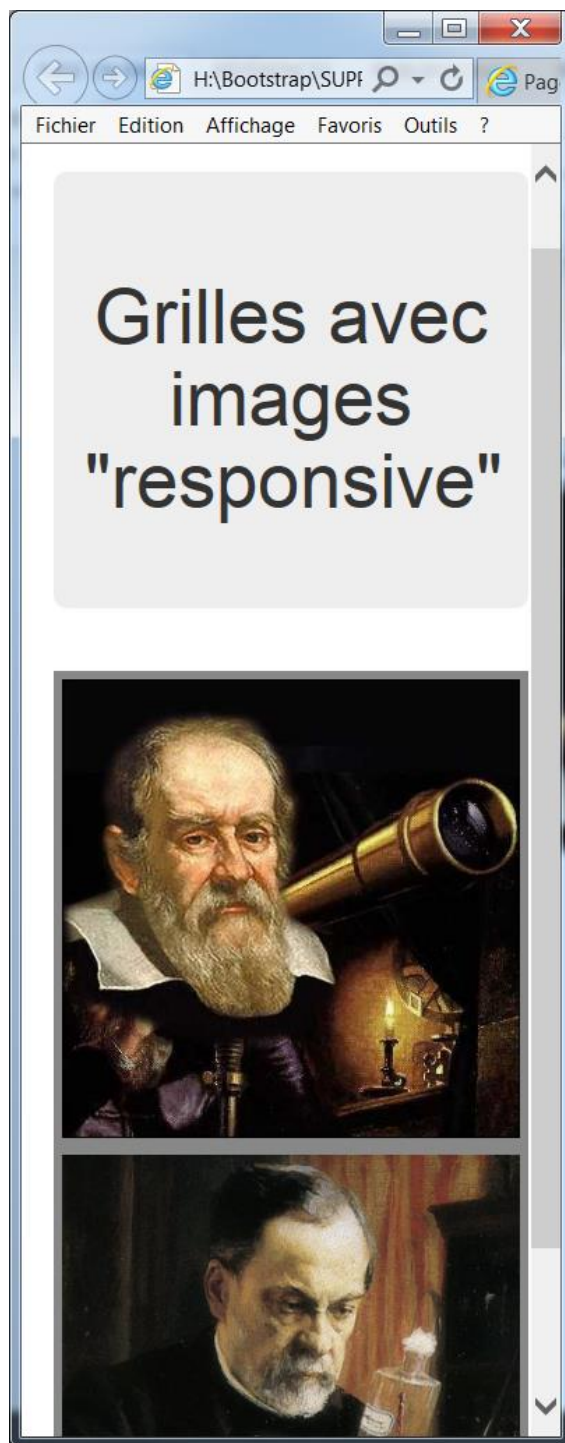 H:\Bootstrap\SUPF
Pag
Fichier Edition Affichage Favoris Outils ?
Grilles avec
images
"responsive"